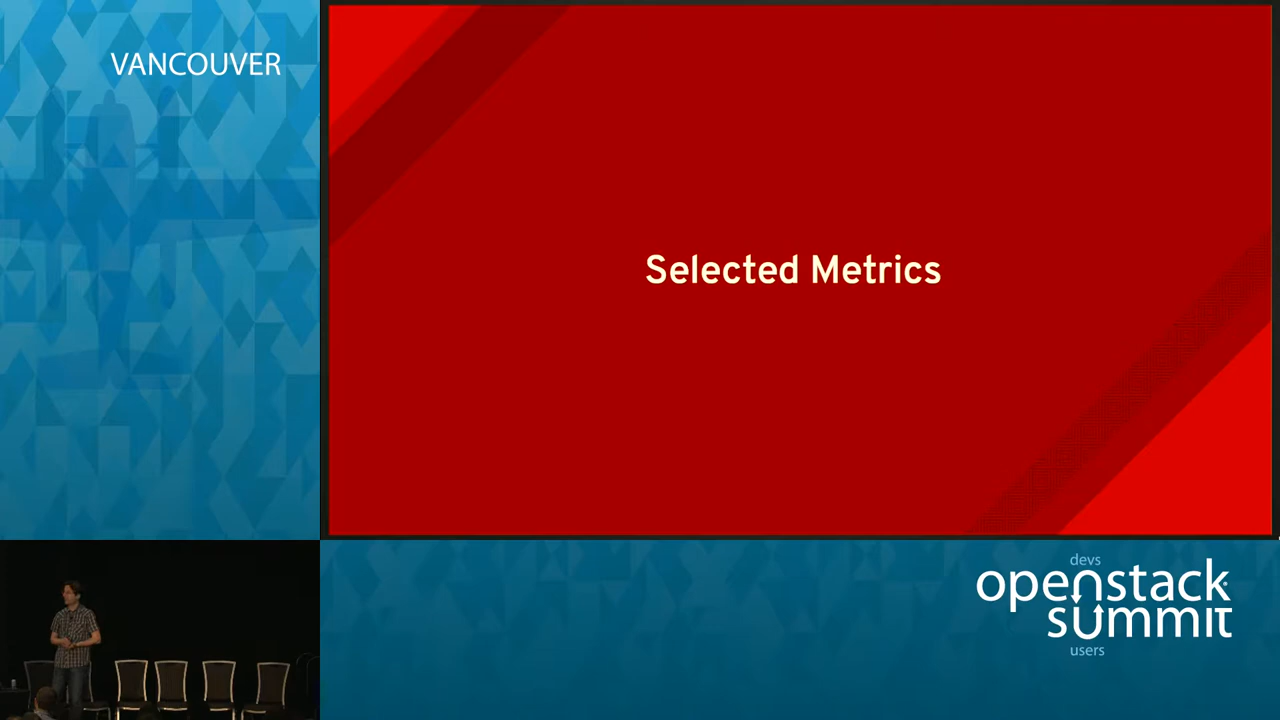 VANCOUVER
Selected Metrics
devs
openstack
summit
users